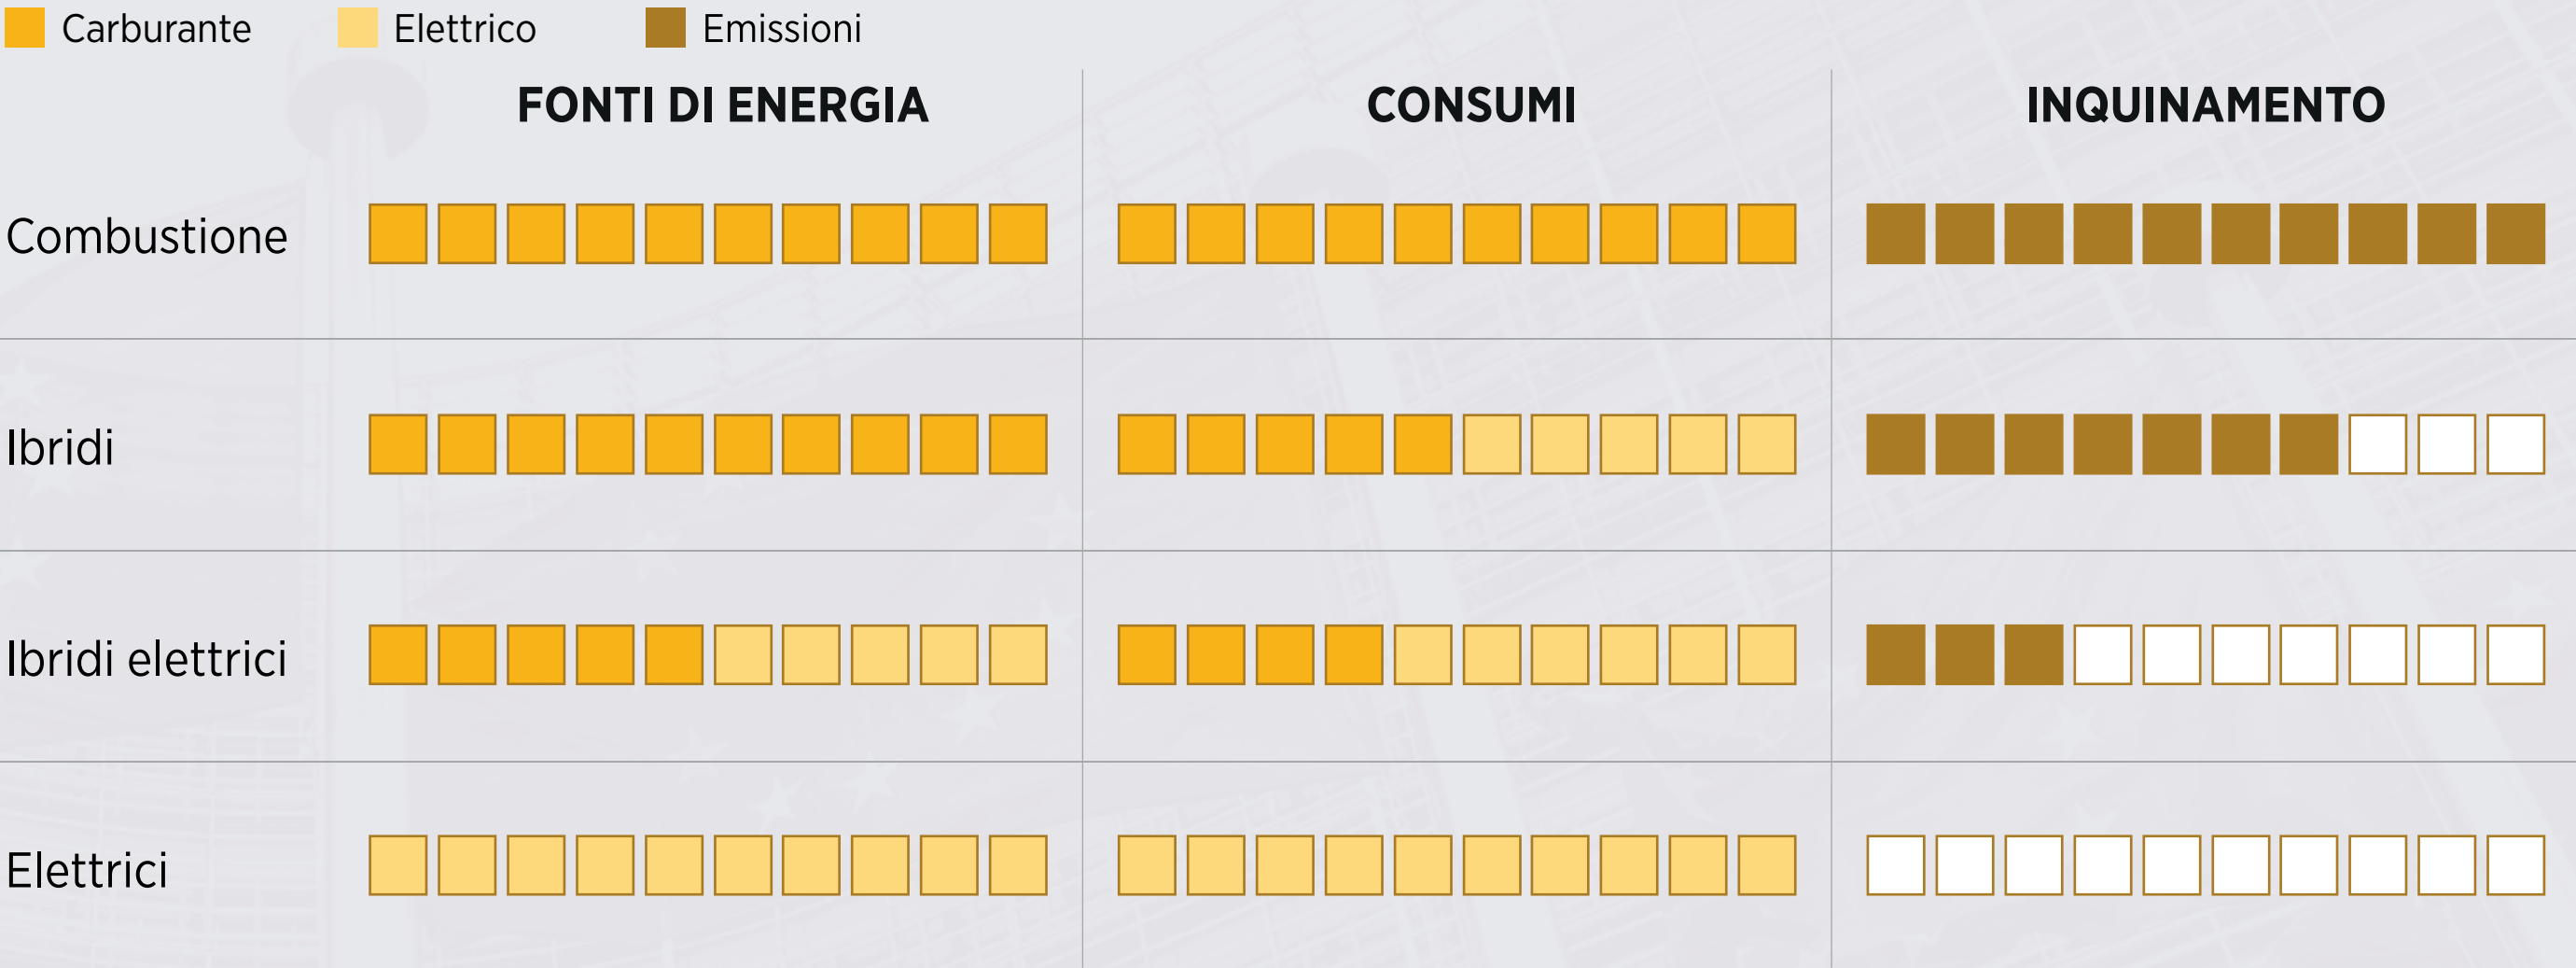 Carburante Elettrico Emissioni
FONTI DI ENERGIA CONSUMI INQUINAMENTO
Combustione
Ibridi
Ibridi elettrici
Elettrici